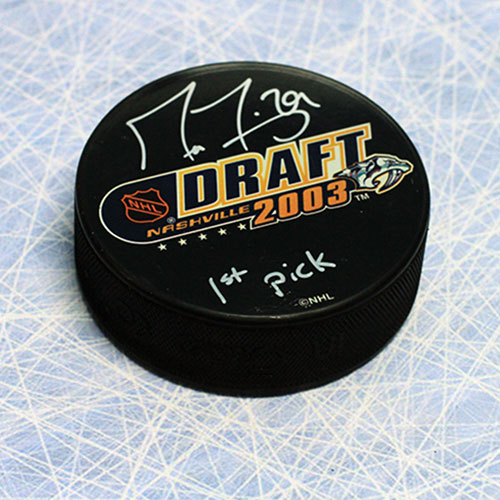 NHL
®
DRAFT
NASHVILLE 2003 TM
1st pick
©NHL